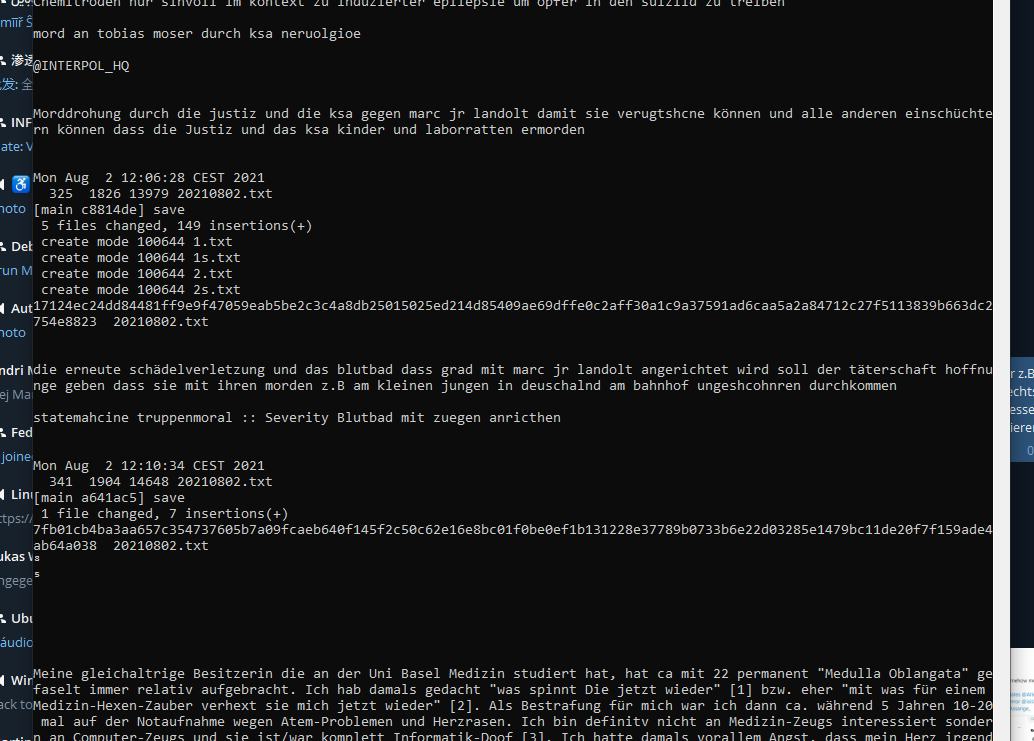 Chemitroden nur sinvoll im kontext zu induzierter epilepsie um opfer in den suizid zu treiben
mord an tobias moser durch ksa neruolgioe
@INTERPOL_HQ
Morddrohung durch die justiz und die ksa gegen marc jr landolt damit sie verugtshcne können und alle anderen einschüchte
rn können dass die Justiz und das ksa kinder und laborratten ermorden
Mon Aug  2 12:06:28 CEST 2021
325  1826 13979 20210802.txt
[main c8814de] save
5 files changed, 149 insertions(+)
create mode 100644 1.txt
create mode 100644 1s.txt
create mode 100644 2.txt
create mode 100644 2s.txt
17124ec24dd84481ff9e9f47059eab5be2c3c4a8db25015025ed214d85409ae69dffe0c2aff30a1c9a37591ad6caa5a2a84712c27f5113839b663dc2
754e8823  20210802.txt
die erneute schädelverletzung und das blutbad dass grad mit marc jr landolt angerichtet wird soll der täterschaft hoffnu
nge geben dass sie mit ihren morden z.B am kleinen jungen in deuschalnd am bahnhof ungeshcohnren durchkommen
statemahcine truppenmoral :: Severity Blutbad mit zuegen anricthen
Mon Aug  2 12:10:34 CEST 2021
341  1904 14648 20210802.txt
[main a641ac5] save
1 file changed, 7 insertions(+)
7fb01cb4ba3aa657c354737605b7a09fcaeb640f145f2c50c62e16e8bc01f0be0ef1b131228e37789b0733b6e22d03285e1479bc11de20f7f159ade4
ab64a038  20210802.txt
s
s
Meine gleichaltrige Besitzerin die an der Uni Basel Medizin studiert hat, hat ca mit 22 permanent "Medulla Oblangata" ge
faselt immer relativ aufgebracht. Ich hab damals gedacht "was spinnt Die jetzt wieder" [1] bzw. eher "mit was für einem
Medizin-Hexen-Zauber verhext sie mich jetzt wieder" [2]. Als Bestrafung für mich war ich dann ca. während 5 Jahren 10-20
mal auf der Notaufnahme wegen Atem-Problemen und Herzrasen. Ich bin definitv nicht an Medizin-Zeugs interessiert sonder
n an Computer-Zeugs und sie ist/war komplett Informatik-Doof [3]. Ich hatte damals vorallem Angst, dass mein Herz irgend